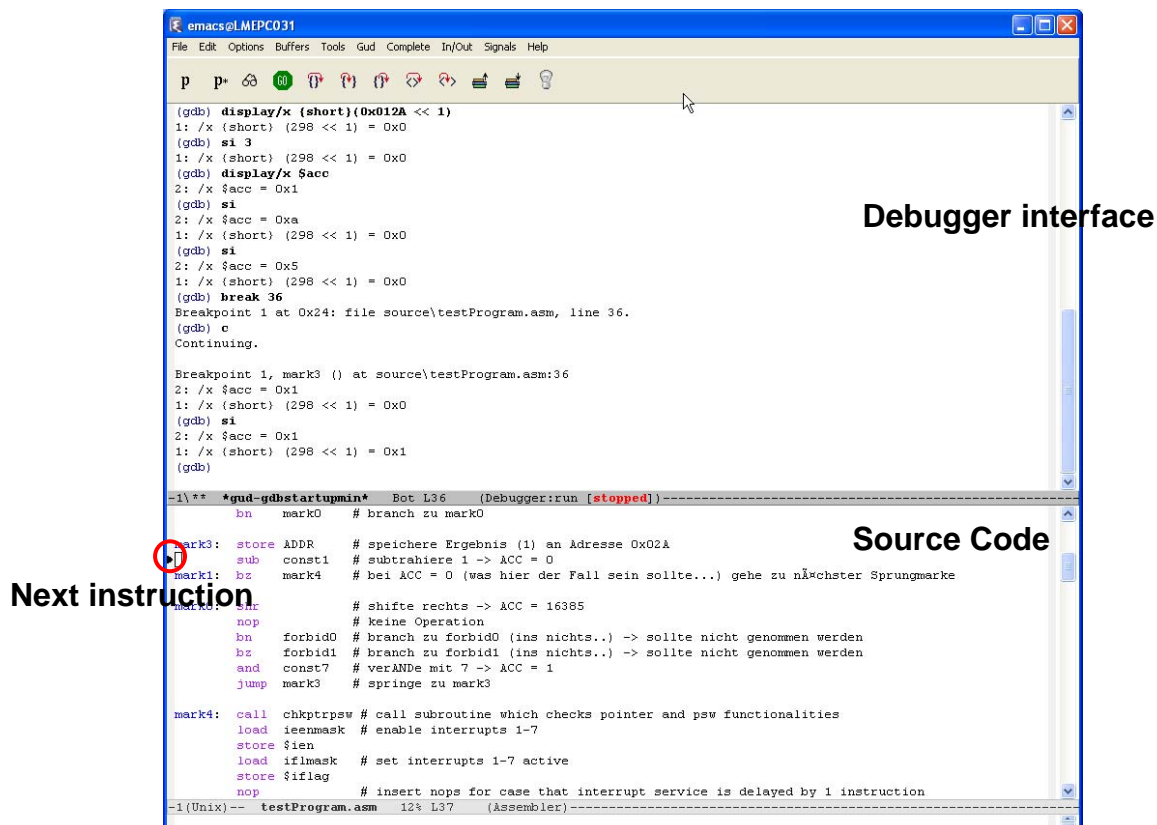 emacs@LMEPC031
File Edit Options Buffers Tools Gud Complete In/Out Signals Help
p p* GO
(gdb) display/x {short}(0x012A << 1)
1: /x {short} (298 << 1) = 0x0
(gdb) si 3
1: /x {short} (298 << 1) = 0x0
(gdb) display/x $acc
2: /x $acc = 0x1
(gdb) si
2: /x $acc = 0xa
1: /x {short} (298 << 1) = 0x0
(gdb) si
2: /x $acc = 0x5
1: /x {short} (298 << 1) = 0x0
(gdb) break 36
Breakpoint 1 at 0x24: file source\testProgram.asm, line 36.
(gdb) c
Continuing.
Breakpoint 1, mark3 () at source\testProgram.asm:36
2: /x $acc = 0x1
1: /x {short} (298 << 1) = 0x0
(gdb) si
2: /x $acc = 0x1
1: /x {short} (298 << 1) = 0x1
(gdb)
Debugger interface
-1\** *gud-gdbstartupmin* Bot L36 (Debugger:run [stopped])--------------------------------------------------
bn mark0 # branch zu mark0
mark3: store ADDR # speichere Ergebnis (1) an Adresse 0x02A
sub const1 # subtrahiere 1 -> ACC = 0
mark1: bz mark4 # bei ACC = 0 (was hier der Fall sein sollte...) gehe zu nÃ¤chster Sprungmarke
shr # shifte rechts -> ACC = 16385
nop # keine Operation
bn forbid0 # branch zu forbid0 (ins nichts..) -> sollte nicht genommen werden
bz forbid1 # branch zu forbid1 (ins nichts..) -> sollte nicht genommen werden
and const7 # verANDe mit 7 -> ACC = 1
jump mark3 # springe zu mark3
mark4: call chkptrpsw # call subroutine which checks pointer and psw functionalities
load ieenmask # enable interrupts 1-7
store $ien
load iflmask # set interrupts 1-7 active
store $iflag
nop # insert nops for case that interrupt service is delayed by 1 instruction
Source Code
Next instruction
-1(Unix)-- testProgram.asm 12% L37 (Assembler)--------------------------------------------------------------